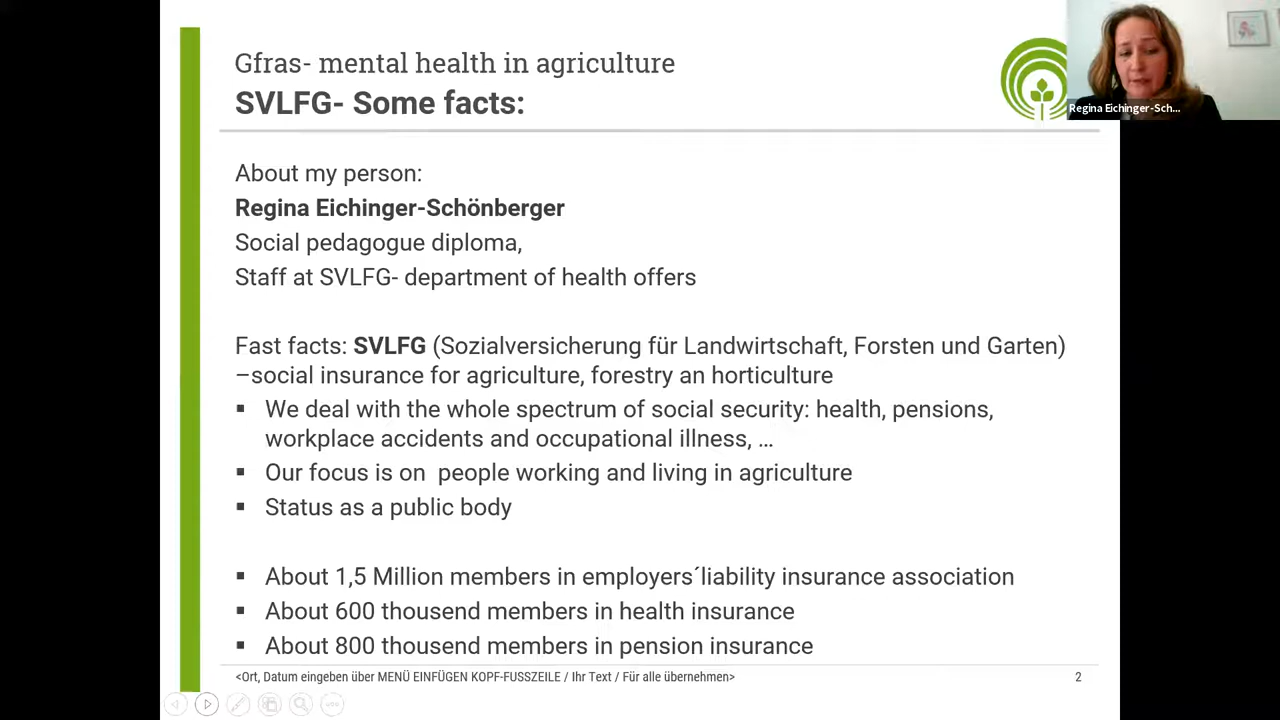 Gfras- mental health in agriculture
SVLFG- Some facts:
Regina Eichinger-Sch...
About my person:
Regina Eichinger-Schönberger
Social pedagogue diploma,
Staff at SVLFG- department of health offers
Fast facts: SVLFG (Sozialversicherung für Landwirtschaft, Forsten und Garten)
–social insurance for agriculture, forestry an horticulture
▪ We deal with the whole spectrum of social security: health, pensions,
workplace accidents and occupational illness, …
▪ Our focus is on  people working and living in agriculture
▪ Status as a public body
▪ About 1,5 Million members in employers´liability insurance association
▪ About 600 thousend members in health insurance
▪ About 800 thousend members in pension insurance
<Ort, Datum eingeben über MENÜ EINFÜGEN KOPF-FUSSZEILE / Ihr Text / Für alle übernehmen>
2